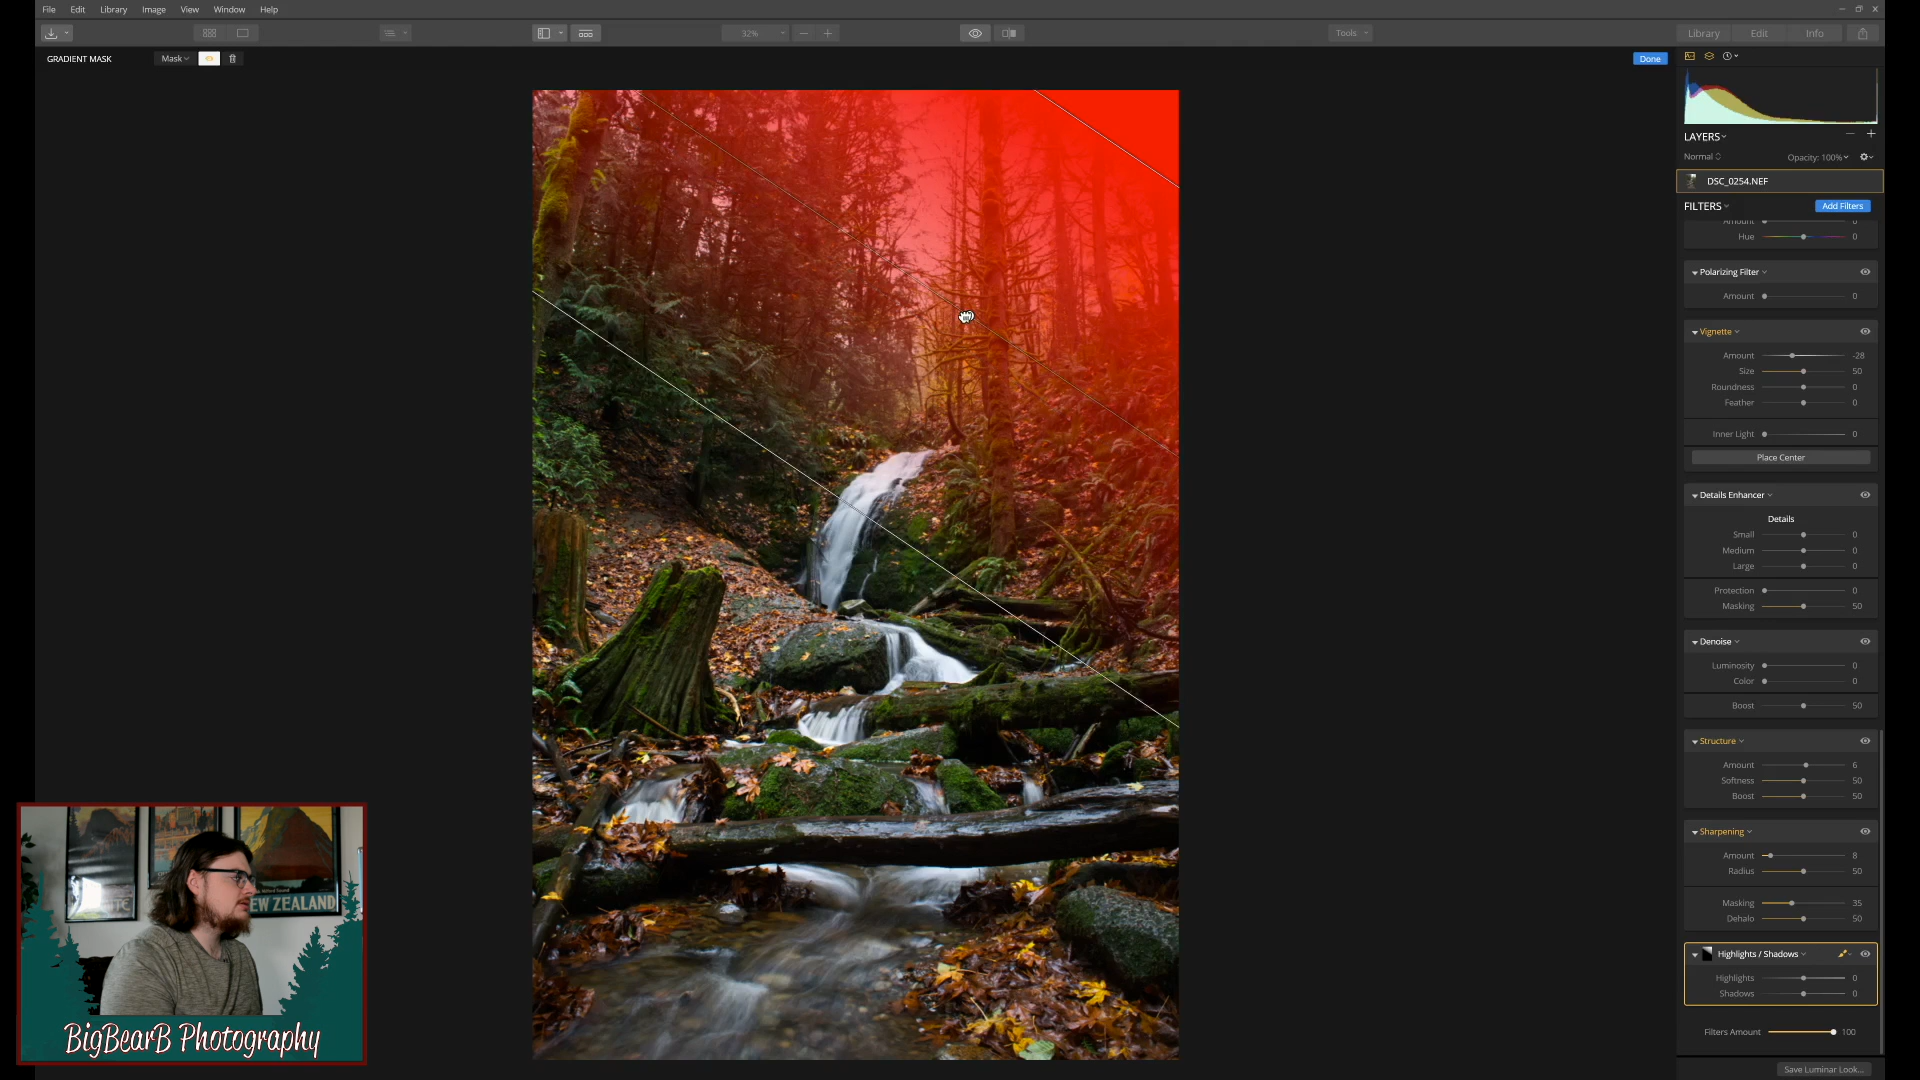 File Edit Library Image View Window Help
32% Tools Library Edit Info
GRADIENT MASK Mask Done
LAYERS
Normal Opacity: 100%
DSC_0254.NEF
FILTERS Add Filters
Amount 0
Hue 0
Polarizing Filter
Amount 0
Vignette
Amount -28
Size 50
Roundness 0
Feather 0
Inner Light 0
Place Center
Details Enhancer
Details
Small 0
Medium 0
Large 0
Protection 0
Masking 50
Denoise
Luminosity 0
Color 0
Boost 50
Structure
Amount 6
Softness 50
Boost 50
Sharpening
Amount 8
Radius 50
Masking 35
Dehalo 50
Highlights / Shadows
Highlights 0
Shadows 0
Filters Amount 100
Save Luminar Look...
NEW ZEALAND
BigBearB Photography